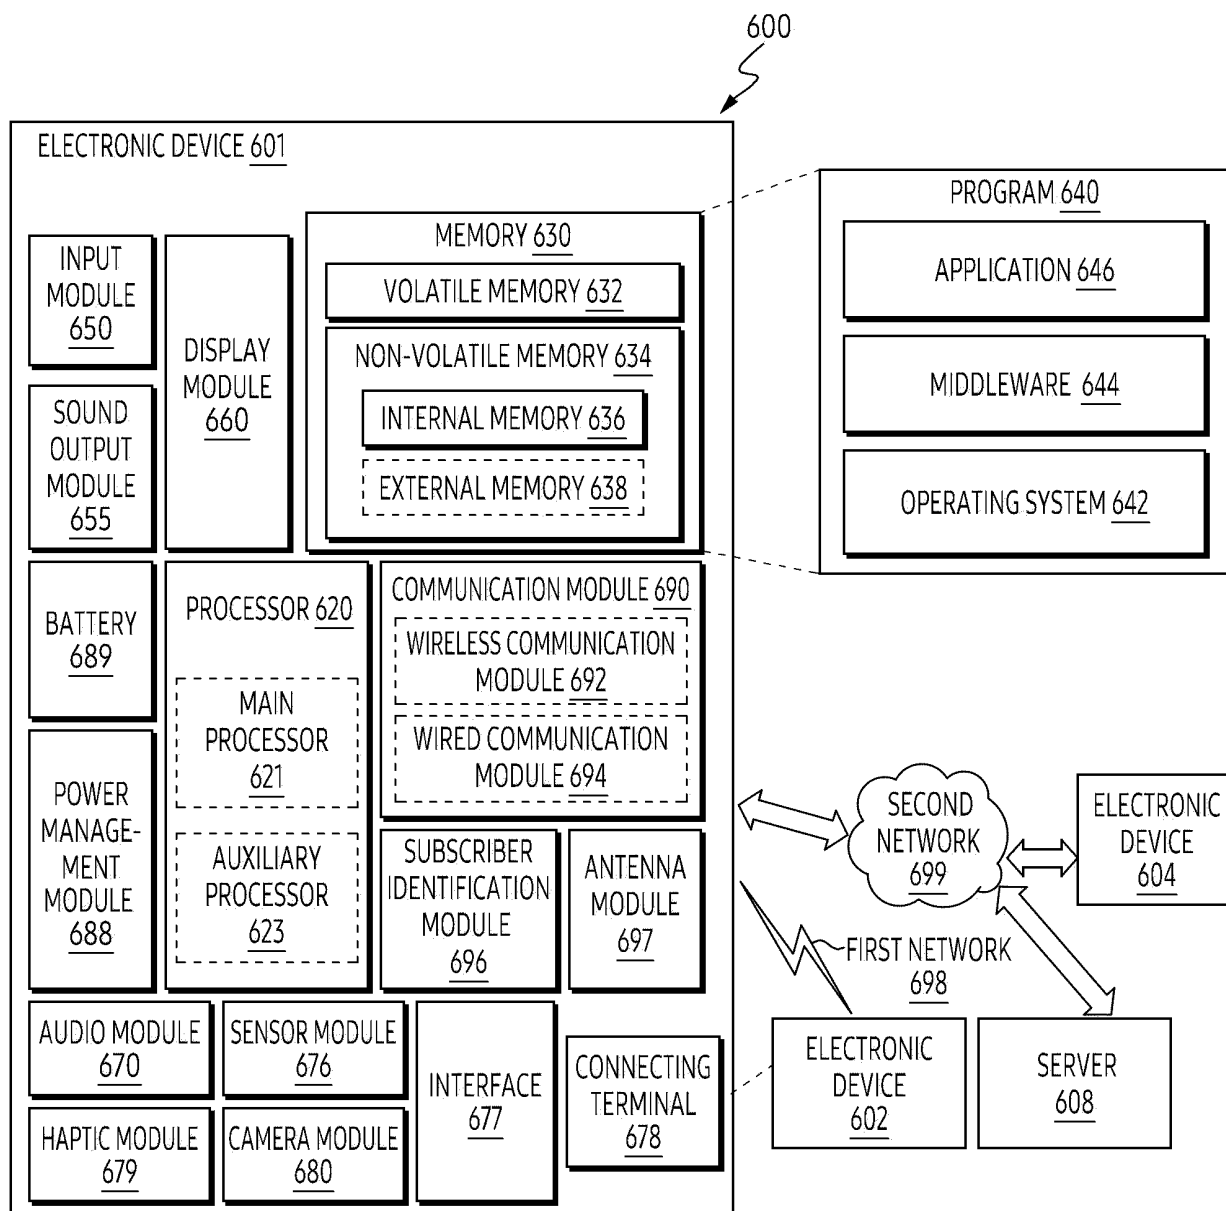 600
ELECTRONIC DEVICE 601
INPUT
MODULE
650
SOUND
OUTPUT
MODULE
655
DISPLAY
MODULE
660
MEMORY 630
VOLATILE MEMORY 632
NON-VOLATILE MEMORY 634
INTERNAL MEMORY 636
EXTERNAL MEMORY 638
PROGRAM 640
APPLICATION 646
MIDDLEWARE 644
OPERATING SYSTEM 642
BATTERY
689
POWER
MANAGE-
MENT MODULE
688
PROCESSOR 620
MAIN
PROCESSOR
621
AUXILIARY
PROCESSOR
623
COMMUNICATION MODULE 690
WIRELESS COMMUNICATION
MODULE 692
WIRED COMMUNICATION
MODULE 694
SUBSCRIBER
IDENTIFICATION
MODULE
696
ANTENNA
MODULE
697
AUDIO MODULE
670
SENSOR MODULE
676
HAPTIC MODULE
679
CAMERA MODULE
680
INTERFACE
677
CONNECTING
TERMINAL
678
SECOND
NETWORK
699
ELECTRONIC
DEVICE
604
FIRST NETWORK
698
ELECTRONIC
DEVICE
602
SERVER
608